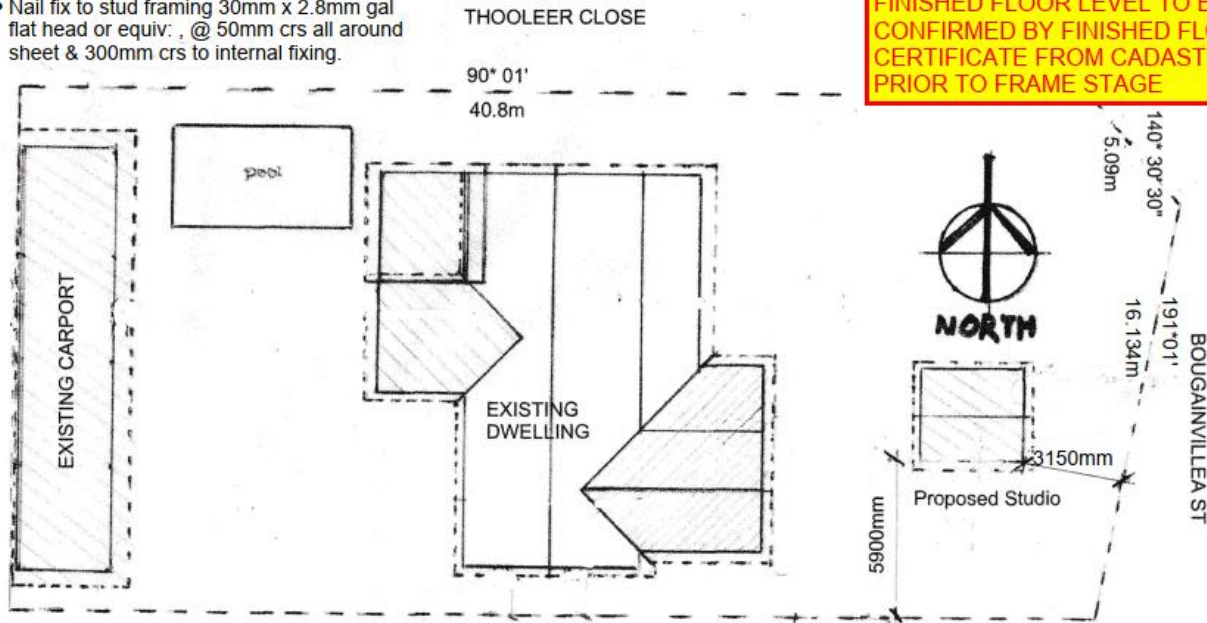 • Nail fix to stud framing 30mm x 2.8mm gal
flat head or equiv: , @ 50mm crs all around
sheet & 300mm crs to internal fixing.
THOOLEER CLOSE
FINISHED FLOOR LEVEL TO
CONFIRMED BY FINISHED
CERTIFICATE FROM
PRIOR TO FRAME STAGE
90* 01'
40.8m
140* 30' 30"
5.09m
pool
EXISTING CARPORT
EXISTING
DWELLING
NORTH
191*01'
16.134m
BOUGAINVILLEA ST
3150mm
Proposed Studio
5900mm